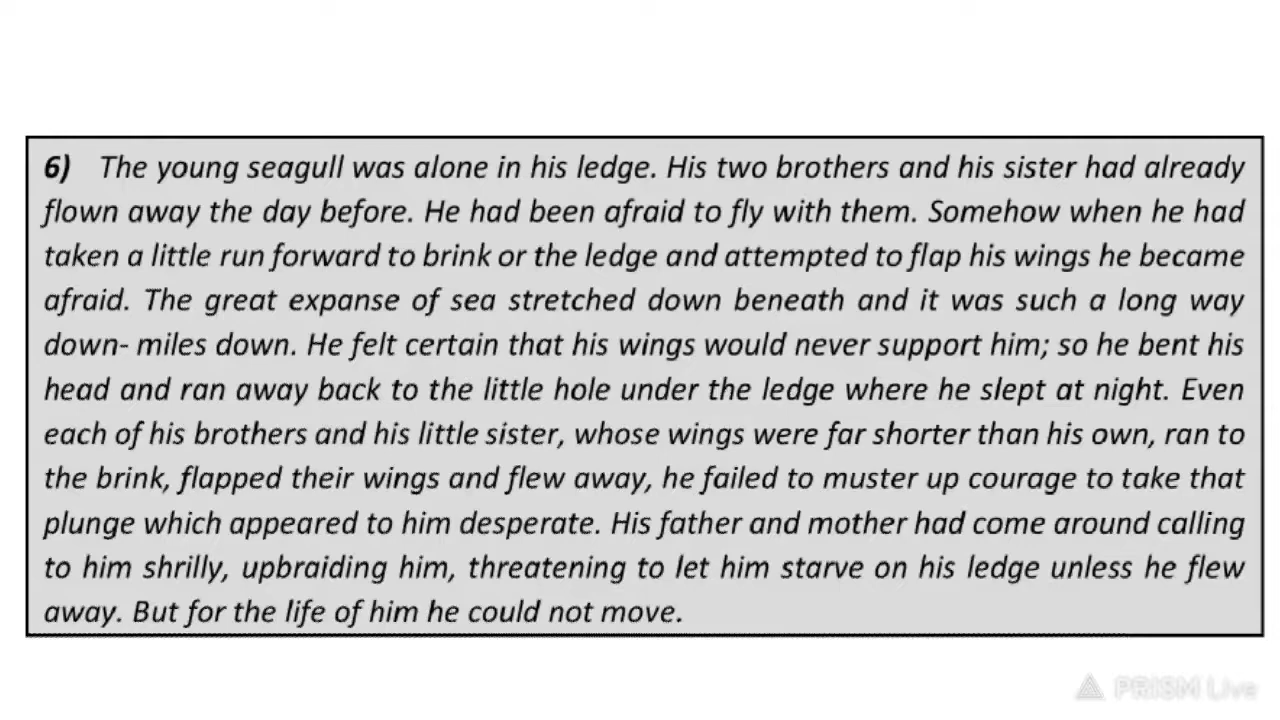 6) The young seagull was alone in his ledge. His two brothers and his sister had already
flown away the day before. He had been afraid to fly with them. Somehow when he had
taken a little run forward to brink or the ledge and attempted to flap his wings he became
afraid. The great expanse of sea stretched down beneath and it was such a long way
down- miles down. He felt certain that his wings would never support him; so he bent his
head and ran away back to the little hole under the ledge where he slept at night. Even
each of his brothers and his little sister, whose wings were far shorter than his own, ran to
the brink, flapped their wings and flew away, he failed to muster up courage to take that
plunge which appeared to him desperate. His father and mother had come around calling
to him shrilly, upbraiding him, threatening to let him starve on his ledge unless he flew
away. But for the life of him he could not move.
PRISM Live